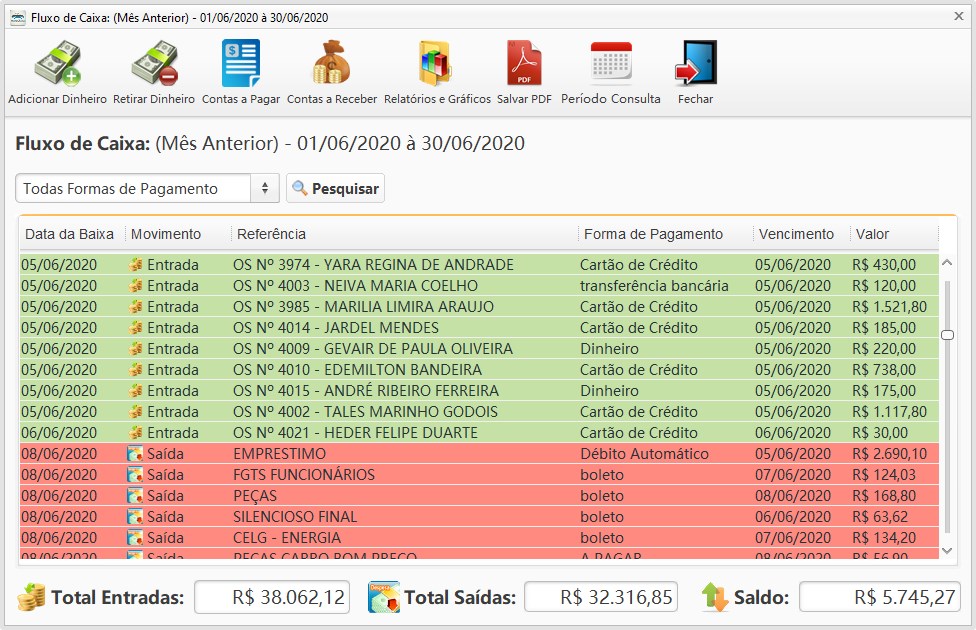 Fluxo de Caixa: (Mês Anterior) - 01/06/2020 à 30/06/2020
Adicionar Dinheiro Retirar Dinheiro Contas a Pagar Contas a Receber Relatórios e Gráficos Salvar PDF Período Consulta Fechar
Fluxo de Caixa: (Mês Anterior) - 01/06/2020 à 30/06/2020
Todas Formas de Pagamento Pesquisar
Data da Baixa Movimento Referência Forma de Pagamento Vencimento Valor
05/06/2020 Entrada OS Nº 3974 - YARA REGINA DE ANDRADE Cartão de Crédito 05/06/2020 R$ 430,00
05/06/2020 Entrada OS Nº 4003 - NEIVA MARIA COELHO transferência bancária 05/06/2020 R$ 120,00
05/06/2020 Entrada OS Nº 3985 - MARILIA LIMIRA ARAUJO Cartão de Crédito 05/06/2020 R$ 1.521,80
05/06/2020 Entrada OS Nº 4014 - JARDEL MENDES Cartão de Crédito 05/06/2020 R$ 185,00
05/06/2020 Entrada OS Nº 4009 - GEVAIR DE PAULA OLIVEIRA Dinheiro 05/06/2020 R$ 220,00
05/06/2020 Entrada OS Nº 4010 - EDEMILTON BANDEIRA Cartão de Crédito 05/06/2020 R$ 738,00
05/06/2020 Entrada OS Nº 4015 - ANDRÉ RIBEIRO FERREIRA Dinheiro 05/06/2020 R$ 175,00
05/06/2020 Entrada OS Nº 4002 - TALES MARINHO GODOIS Cartão de Crédito 05/06/2020 R$ 1.117,80
06/06/2020 Entrada OS Nº 4021 - HEDER FELIPE DUARTE Cartão de Crédito 06/06/2020 R$ 30,00
08/06/2020 Saída EMPRESTIMO Débito Automático 05/06/2020 R$ 2.690,10
08/06/2020 Saída FGTS FUNCIONÁRIOS boleto 07/06/2020 R$ 124,03
08/06/2020 Saída PEÇAS boleto 08/06/2020 R$ 168,80
08/06/2020 Saída SILENCIOSO FINAL boleto 06/06/2020 R$ 63,62
08/06/2020 Saída CELG - ENERGIA boleto 07/06/2020 R$ 134,20
08/06/2020 Saída PEÇAS CARRO BOM PREÇO A PAGAR 08/06/2020 R$ 56,90
Total Entradas: R$ 38.062,12 Total Saídas: R$ 32.316,85 Saldo: R$ 5.745,27